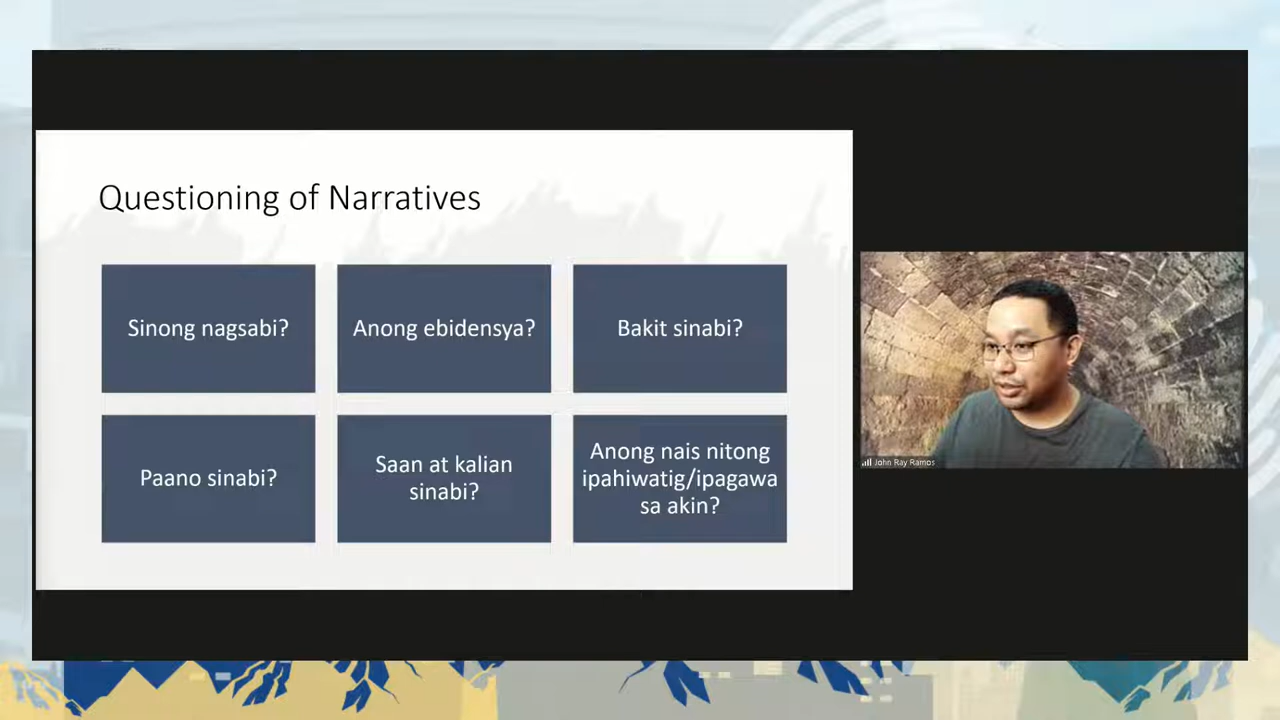 Questioning of Narratives
Sinong nagsabi?
Anong ebidensya?
Bakit sinabi?
Paano sinabi?
Saan at kalian
sinabi?
Anong nais nitong
ipahiwatig/ipagawa
sa akin?
John Ray Ramos